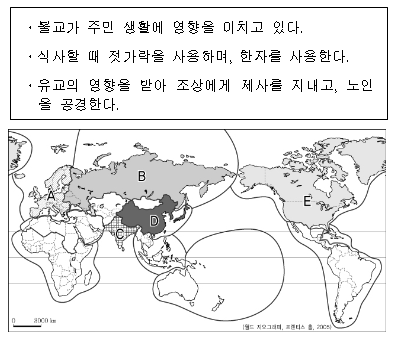 · 불교가 주민 생활에 영향을 미치고 있다.
· 식사할 때 젓가락을 사용하며, 한자를 사용한다.
· 유교의 영향을 받아 조상에게 제사를 지내고, 노인
을 공경한다.
A
B
C
D
E
0 3000 km
(월드 지오그래피, 프렌티스 홀, 2005)